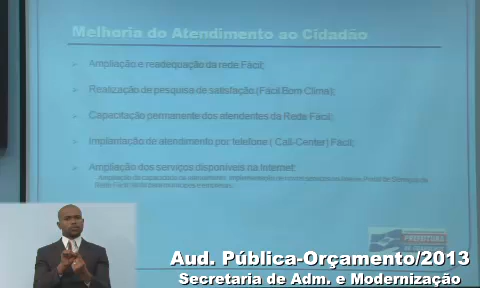 Melhoria do Atendimento ao Cidadão
Ampliação e readequação da rede Fácil;
Realização de pesquisa de satisfação (Fácil Bom Clima);
Capacitação permanente dos atendentes da Rede Fácil;
Implantação de atendimento por telefone ( Call-Center) Fácil;
Ampliação dos serviços disponíveis na Internet;
PREFEITURA
Aud. Pública-Orçamento/2013
Secretaria de Adm. e Modernização